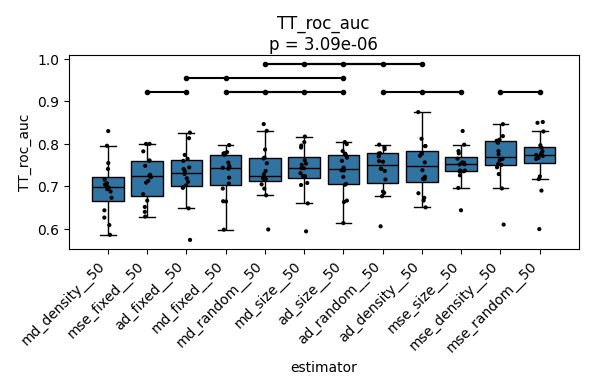 TT_roc_auc
p = 3.09e-06
1.0
0.9
0.8
0.7
0.6
TT_roc_auc
md_density__50
mse_fixed__50
ad_fixed__50
md_fixed__50
md_random__50
md_size__50
ad_size__50
ad_random__50
ad_density__50
mse_size__50
mse_density__50
mse_random__50
estimator